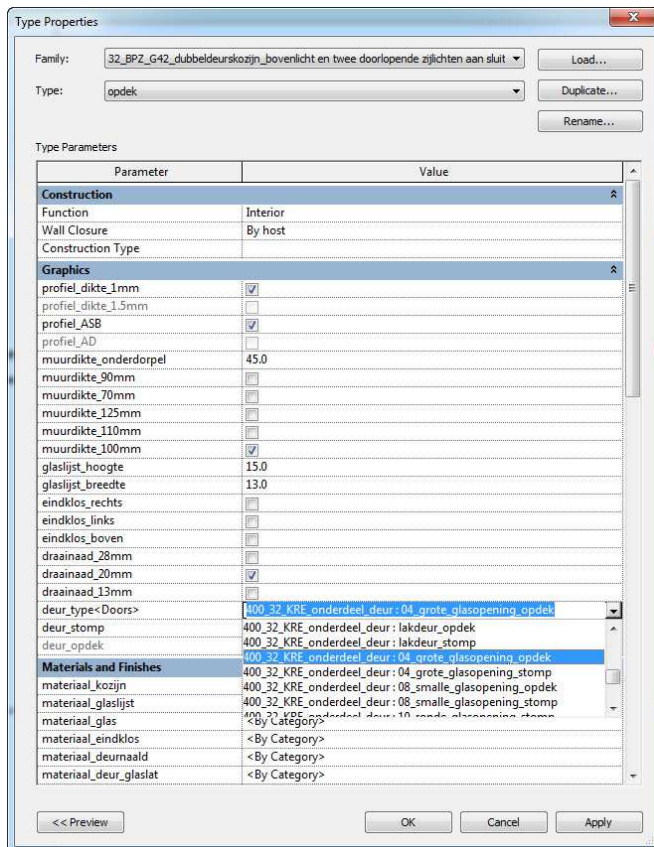 Type Properties
Family: 32_BPZ_G42_dubbeldeurskozijn_bovenlicht en twee doorlopende zijlichten aan sluit Load...
Type: opdek Duplicate...
Rename...
Type Parameters
Parameter Value
Construction
Function Interior
Wall Closure By host
Construction Type
Graphics
profiel_dikte_1mm
profiel_dikte_1.5mm
profiel_ASB
profiel_AD
muurdikte_onderdorpel 45.0
muurdikte_90mm
muurdikte_70mm
muurdikte_125mm
muurdikte_110mm
muurdikte_100mm
glaslijst_hoogte 15.0
glaslijst_breedte 13.0
eindklos_rechts
eindklos_links
eindklos_boven
draainaad_28mm
draainaad_20mm
draainaad_13mm
deur_type<Doors> 400_32_KRE_onderdeel_deur : 04_grote_glasopening_opdek
deur_stomp 400_32_KRE_onderdeel_deur : lakdeur_opdek
deur_opdek 400_32_KRE_onderdeel_deur : lakdeur_stomp
400_32_KRE_onderdeel_deur : 04_grote_glasopening_opdek
Materials and Finishes 400_32_KRE_onderdeel_deur : 04_grote_glasopening_stomp
materiaal_kozijn 400_32_KRE_onderdeel_deur : 08_smalle_glasopening_opdek
materiaal_glaslijst 400_32_KRE_onderdeel_deur : 08_smalle_glasopening_stomp
400_32_KRE_onderdeel_deur : 10_ronde_glasopening_stomp
materiaal_glas <By Category>
materiaal_eindklos <By Category>
materiaal_deurnaald <By Category>
materiaal_deur_glaslat <By Category>
<< Preview OK Cancel Apply